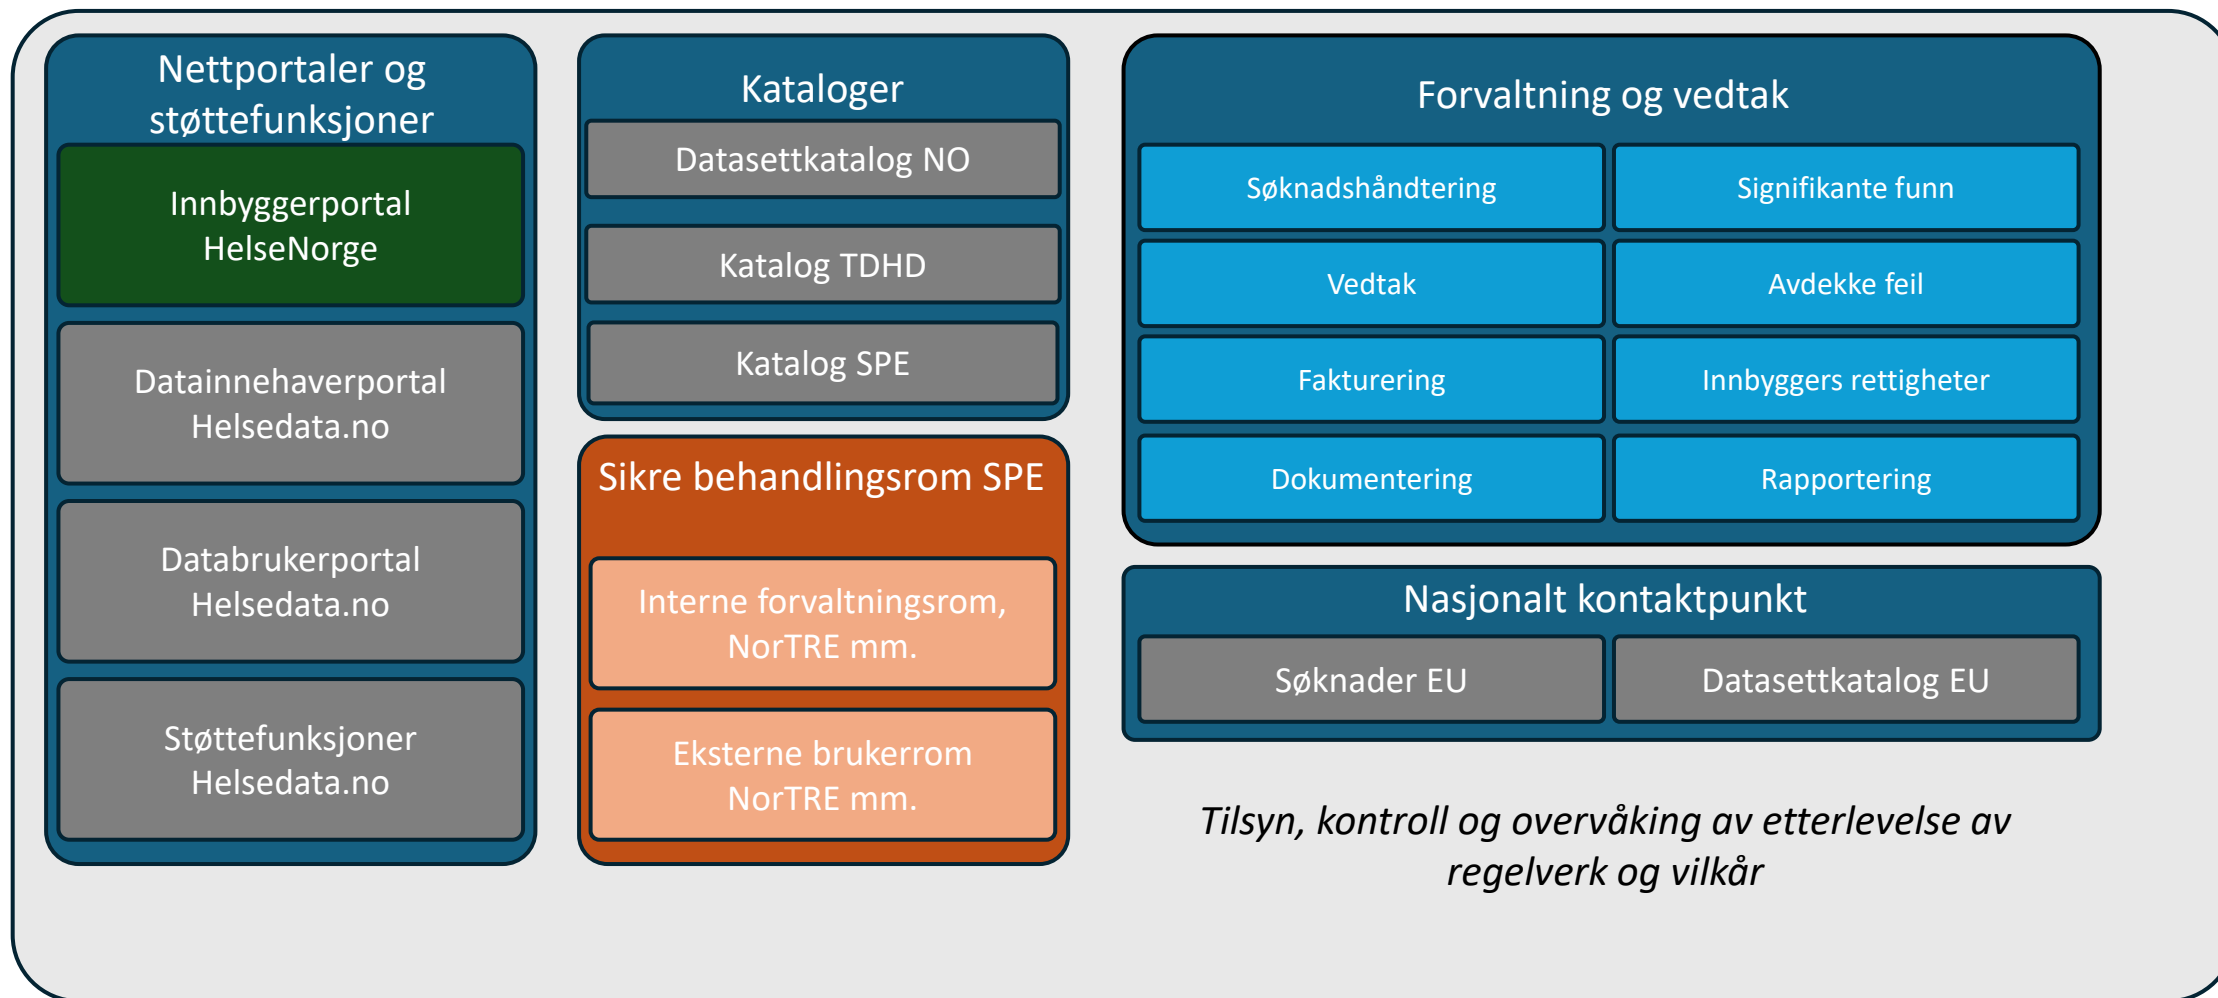 Nettportaler og
støttefunksjoner
Innbyggerportal
HelseNorge
Datainnehaverportal
Helsedata.no
Databrukerportal
Helsedata.no
Støttefunksjoner
Helsedata.no
Kataloger
Datasettkatalog NO
Katalog TDHD
Katalog SPE
Sikre behandlingsrom SPE
Interne forvaltningsrom,
NorTRE mm.
Eksterne brukerrom
NorTRE mm.
Forvaltning og vedtak
Søknadshåndtering
Signifikante funn
Vedtak
Avdekke feil
Fakturering
Innbyggers rettigheter
Dokumentering
Rapportering
Nasjonalt kontaktpunkt
Søknader EU
Datasettkatalog EU
Tilsyn, kontroll og overvåking av etterlevelse av
regelverk og vilkår